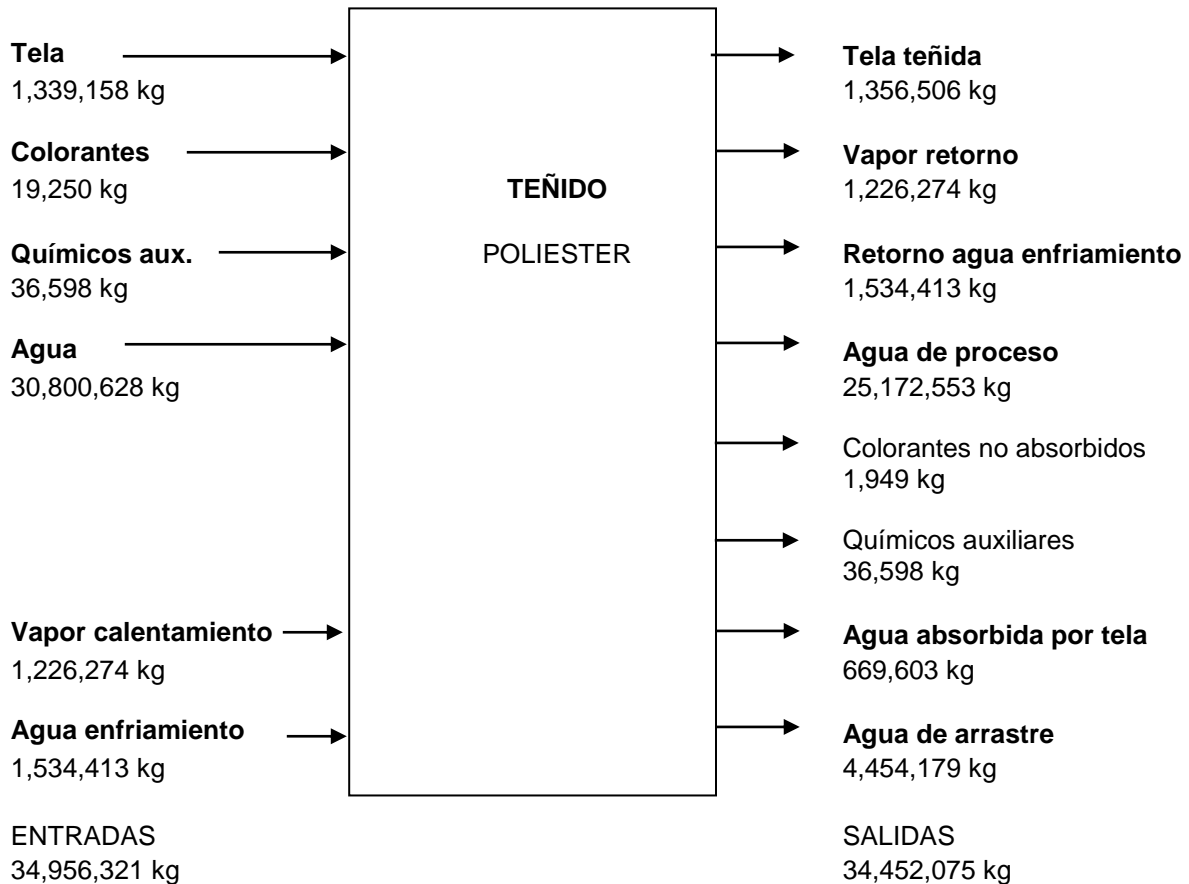 Tela
1,339,158 kg
Colorantes
19,250 kg
Químicos aux.
36,598 kg
Agua
30,800,628 kg
Vapor calentamiento
1,226,274 kg
Agua enfriamiento
1,534,413 kg
ENTRADAS
34,956,321 kg
TEÑIDO
POLIESTER
Tela teñida
1,356,506 kg
Vapor retorno
1,226,274 kg
Retorno agua enfriamiento
1,534,413 kg
Agua de proceso
25,172,553 kg
Colorantes no absorbidos
1,949 kg
Químicos auxiliares
36,598 kg
Agua absorbida por tela
669,603 kg
Agua de arrastre
4,454,179 kg
SALIDAS
34,452,075 kg